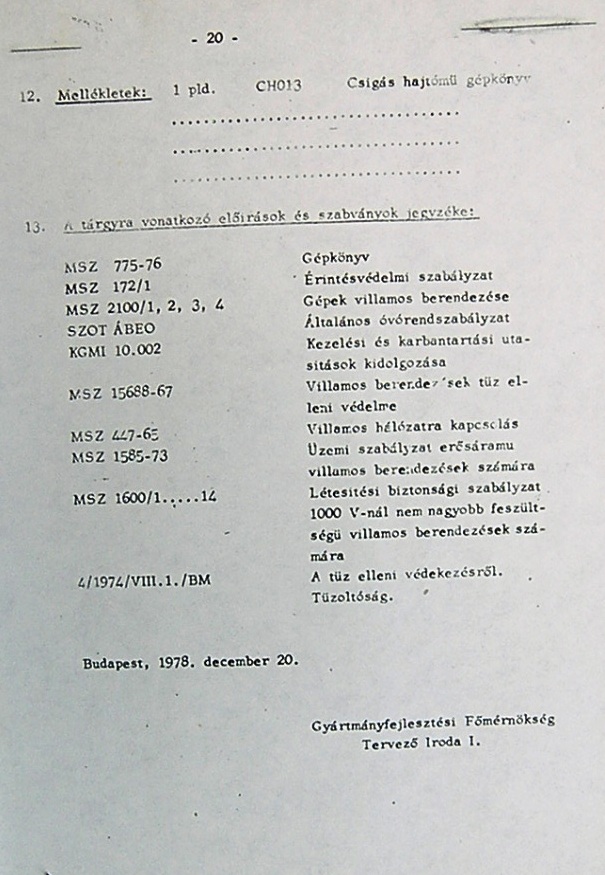 - 20 -
12. Mellékletek: 1 pld. CH013 Csigás hajtómű gépkönyv
13. A tárgyra vonatkozó előirások és szabványok jegyzéke:
MSZ 775-76 Gépkönyv
MSZ 172/1 Érintésvédelmi szabályzat
MSZ 2100/1, 2, 3, 4 Gépek villamos berendezése
SZOT ÁBEO Általános óvórendszabályzat
KGMI 10.002 Kezelési és karbantartási uta-
sitások kidolgozása
MSZ 15688-67 Villamos berendezések tüz el-
leni védelme
MSZ 447-65 Villamos hálózatra kapcsolás
MSZ 1585-73 Üzemi szabályzat erősáramu
villamos berendezések számára
MSZ 1600/1.....14 Létesitési biztonsági szabályzat
1000 V-nál nem nagyobb feszült-
ségü villamos berendezések szá-
mára
4/1974/VIII.1./BM A tüz elleni védekezésről.
Tüzoltóság.
Budapest, 1978. december 20.
Gyártmányfejlesztési Főmérnökség
Tervező Iroda I.